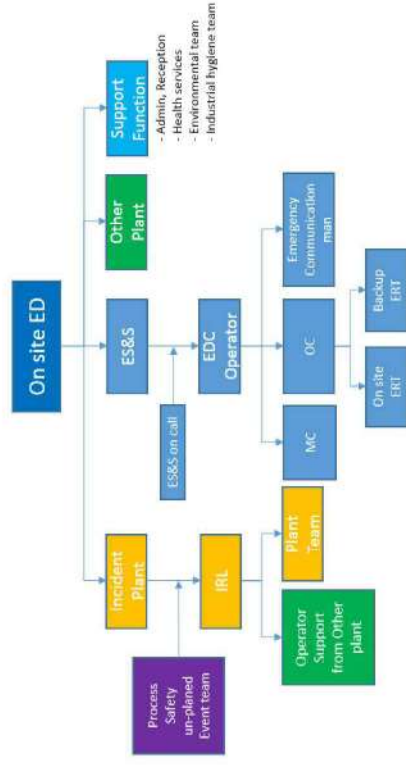 On site ED
Incident
Plant
ES&S
Other
Plant
Support
Function
- Admin, Reception
- Health services
- Environmental team
- Industrial hygiene team
Process
Safety
un-planed
Event team
ES&S on call
IRL
EDC
Operator
Operator
Support
from Other
plant
Plant
Team
MC
OC
Emergency
Communication
man
On site
ERT
Backup
ERT